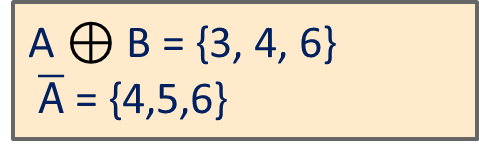 A ⊕ B = {3, 4, 6}
A̅ = {4,5,6}